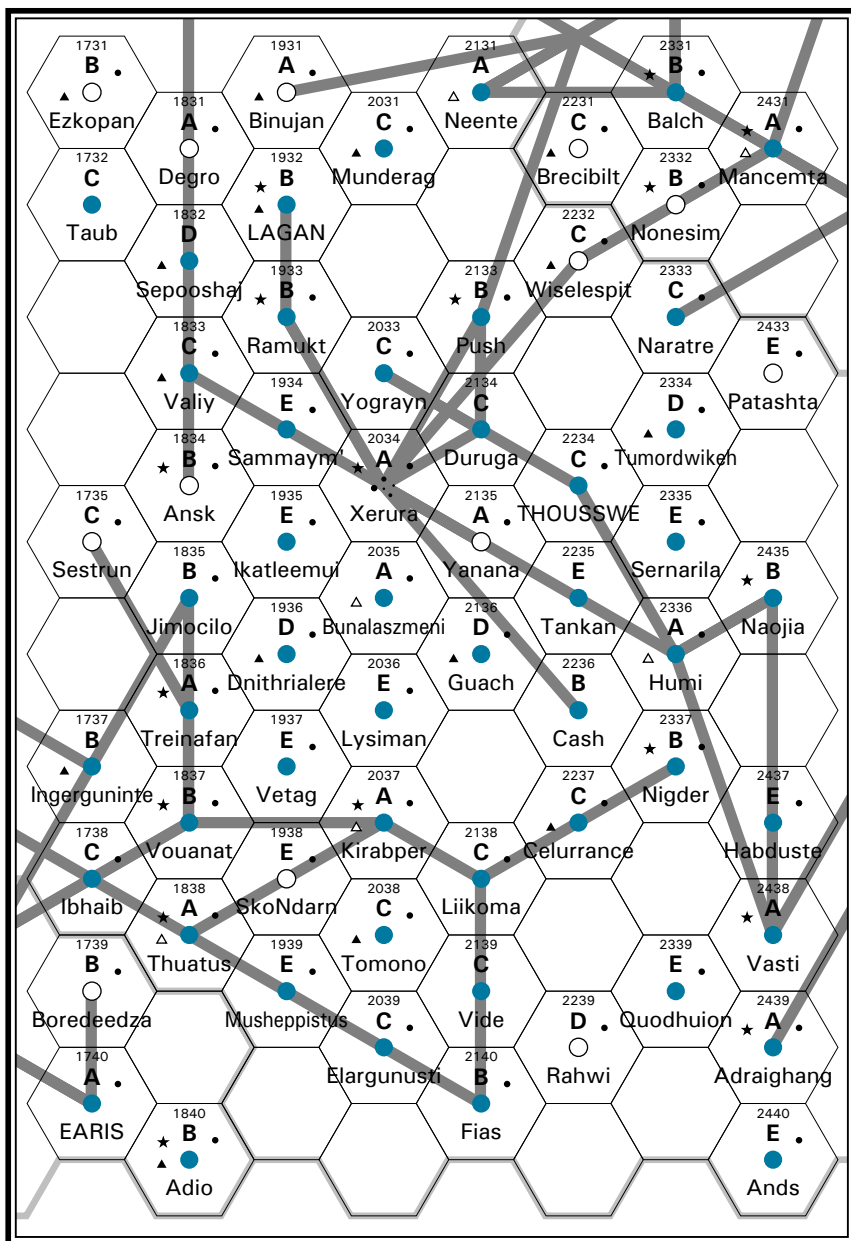 1731
B
Ezkopan
1931
A
Binujan
2131
A
Neente
2331
B
Balch
1831
A
Degro
2031
C
Munderag
2231
C
Brecibilt
2431
A
Mancemta
1732
C
Taub
1932
B
LAGAN
2332
B
Nonesim
1832
D
Sepooshaj
2232
C
Wiselespit
1933
B
Ramukt
2133
B
Push
2333
C
Naratre
1833
C
Valiy
2033
C
Yograyn
2433
E
Patashta
1934
E
Sammaym'
2134
C
Duruga
2334
D
Tumordwikeh
1834
B
Ansk
2034
A
Xerura
2234
C
THOUSSWE
1735
C
Sestrun
1935
E
Ikatleemui
2135
A
Yanana
2335
E
Sernarila
1835
B
Jimocilo
2035
A
Bunalaszmeni
2235
E
Tankan
2435
B
Naojia
1936
D
Dnithrialere
2136
D
Guach
2336
A
Humi
1836
A
Treinafan
2036
E
Lysiman
2236
B
Cash
1737
B
Ingerguninte
1937
E
Vetag
2337
B
Nigder
1837
B
Vouanat
2037
A
Kirabper
2237
C
Celurrance
2437
E
Habduste
1738
C
Ibhaib
1938
E
SkoNdarn
2138
C
Liikoma
1838
A
Thuatus
2038
C
Tomono
2438
A
Vasti
1739
B
Boredeedza
1939
E
Musheppistus
2139
C
Vide
2339
E
Quodhuion
2039
C
Elargunusti
2239
D
Rahwi
2439
A
Adraighang
1740
A
EARIS
2140
B
Fias
1840
B
Adio
2440
E
Ands